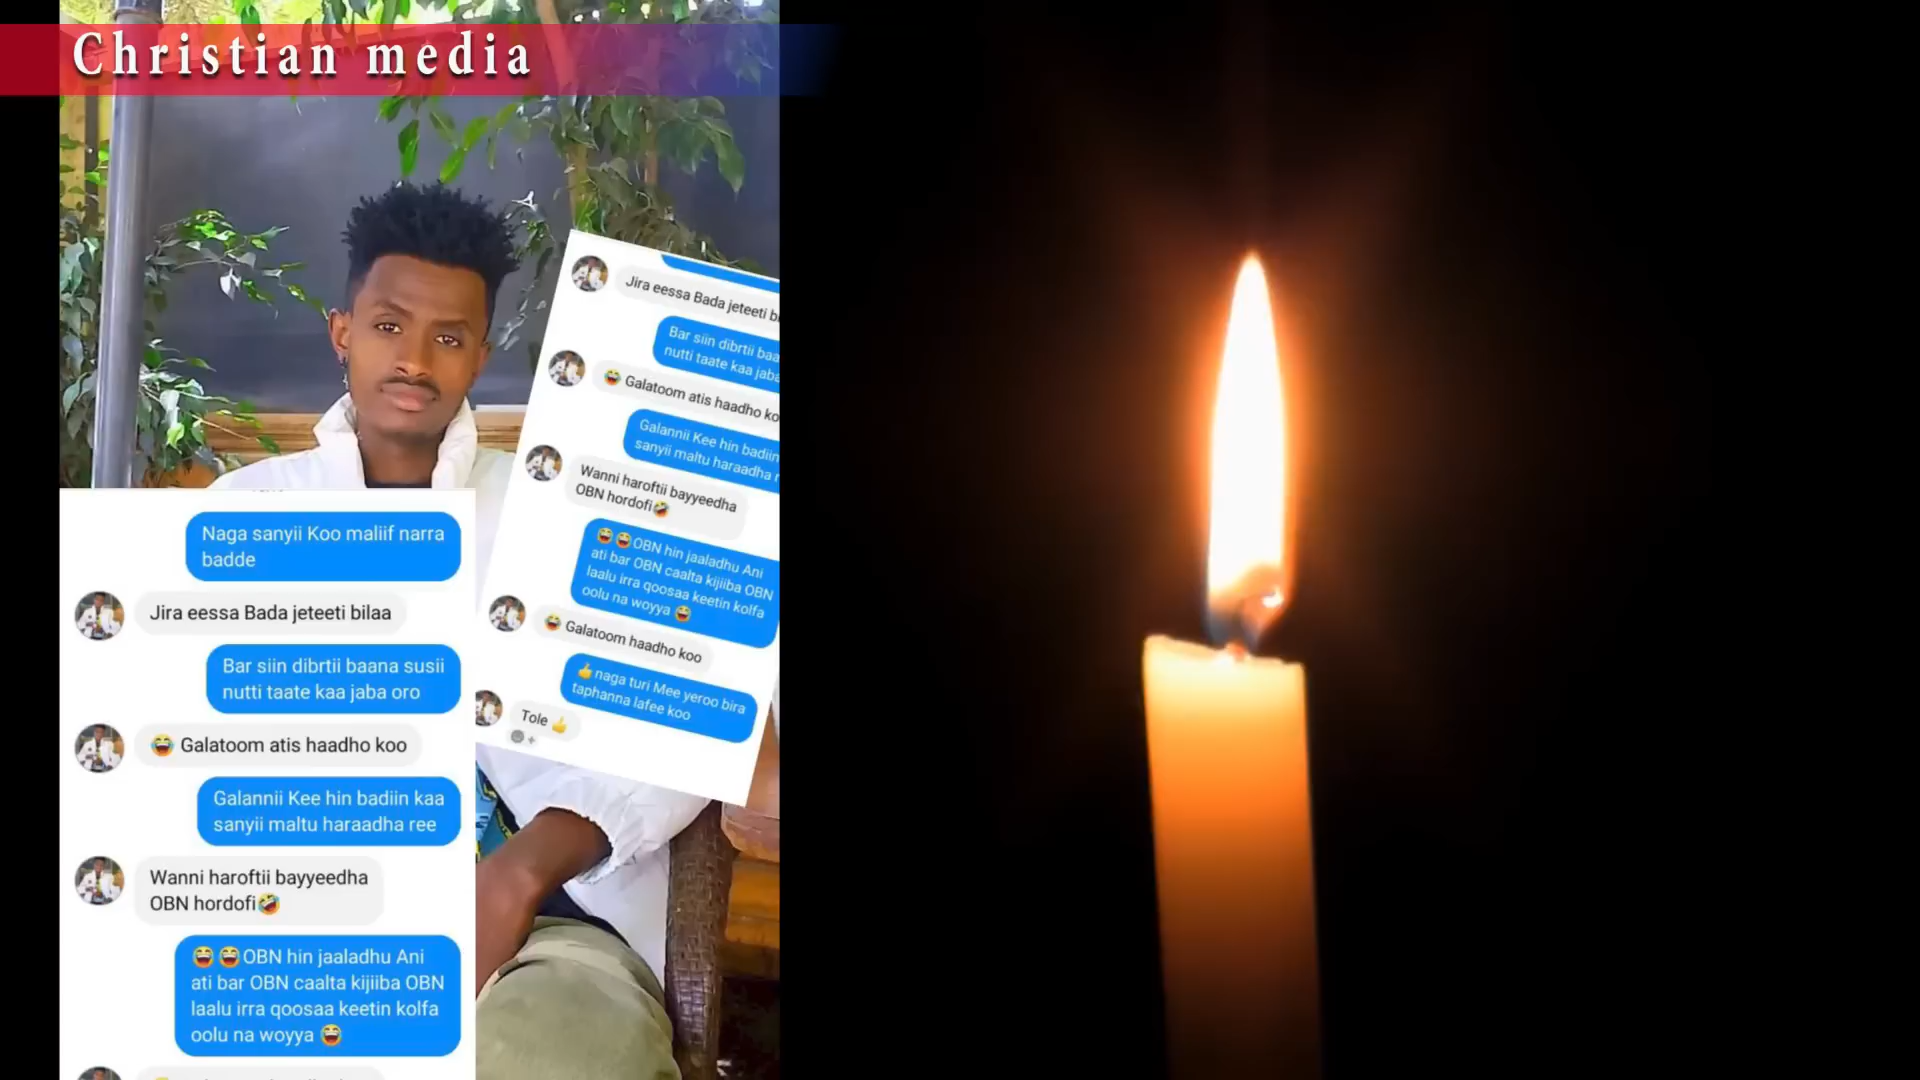 Christian media
Naga sanyii Koo maliif narra
badde
Jira eessa Bada jeteeti bilaa
Bar siin dibrtii baana susii
nutti taate kaa jaba oro
😂 Galatoom atis haadho koo
Galannii Kee hin badiin kaa
sanyii maltu haraadha ree
Wanni haroftii bayyeedha
OBN hordofi🤣
😂 😂OBN hin jaaladhu Ani
ati bar OBN caalta kijiiba OBN
laalu irra qoosaa keetin kolfa
oolu na woyya 😂
Jira eessa Bada jeteeti
Bar siin dibrtii
nutti taate kaa
😂 Galatoom atis haadho
Galannii Kee hin badiin
sanyii maltu haraadha
Wanni haroftii bayyeedha
OBN hordofi🤣
😂 😂OBN hin jaaladhu Ani
ati bar OBN caalta kijiiba OBN
laalu irra qoosaa keetin kolfa
oolu na woyya 😂
😂 Galatoom haadho koo
👍naga turi Mee yeroo bira
taphanna lafee koo
Tole 👍